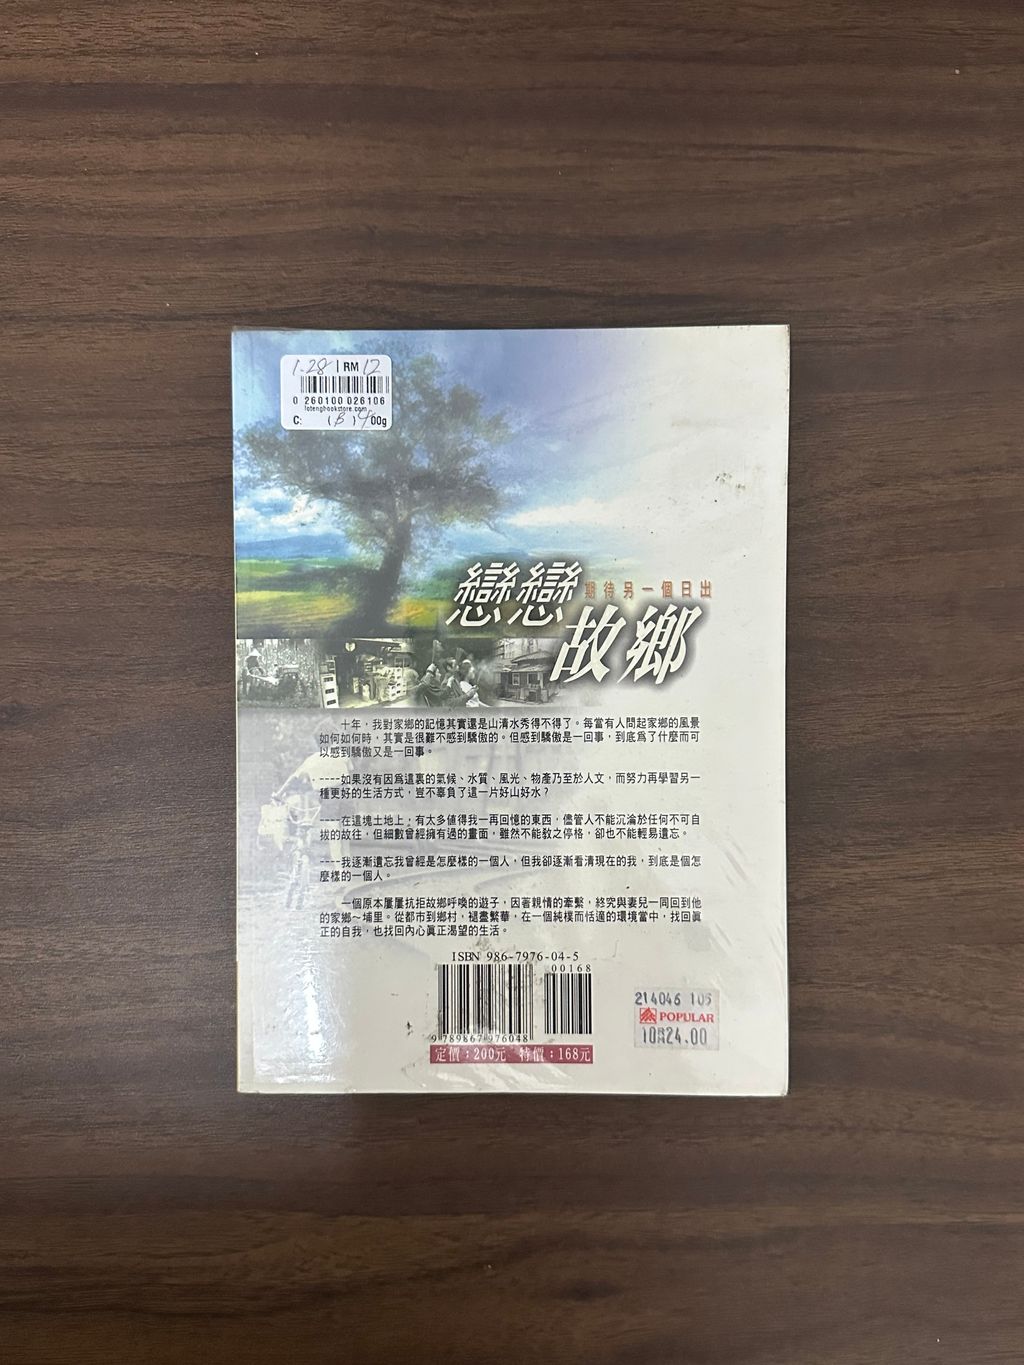 1.28 | RM 12
0 260100 026106
lotengbookstore.com
C: (B) 400g
期待另一個日出
戀戀
故鄉
十年，我對家鄉的記憶其實還是山清水秀得不得了。每當有人問起家鄉的風景
如何如何時，其實是很難不感到驕傲的。但感到驕傲是一回事，到底為了什麼而可
以感到驕傲又是一回事。
----如果沒有因為這裏的氣候、水質、風光、物產乃至於人文，而努力再學習另一
種更好的生活方式，豈不辜負了這一片好山好水？
----在這塊土地上，有太多值得我一再回憶的東西，儘管人不能沉淪於任何不可自
拔的故往，但細數曾經擁有過的畫面，雖然不能教之停格，卻也不能輕易遺忘。
----我逐漸遺忘我曾經是怎麼樣的一個人，但我卻逐漸看清現在的我，到底是個怎
麼樣的一個人。
一個原本屢屢抗拒故鄉呼喚的遊子，因著親情的牽繫，終究與妻兒一同回到他
的家鄉～埔里。從都市到鄉村，褪盡繁華，在一個純樸而恬適的環境當中，找回真
正的自我，也找回內心真正渴望的生活。
ISBN 986-7976-04-5
00168
9 789867 976048
定價：200元 特價：168元
214046 105
POPULAR
24.00